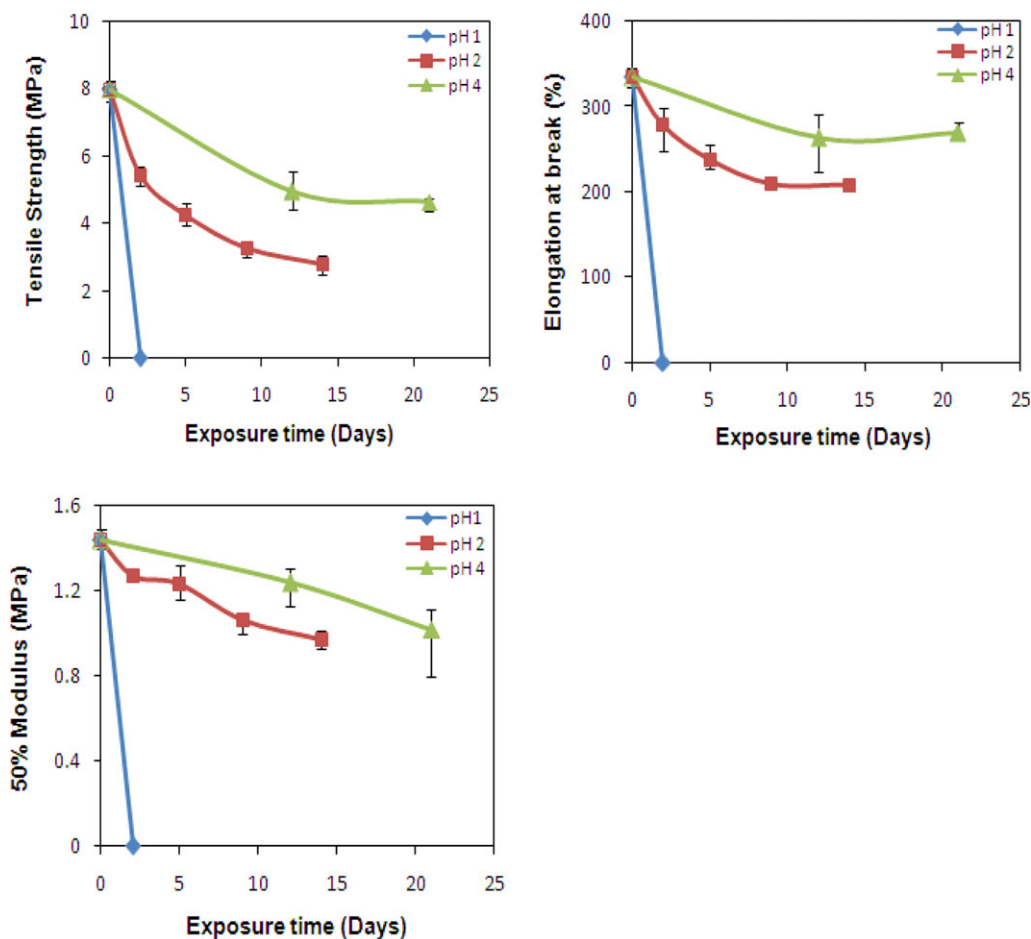 10
8
6
4
2
0
Tensile Strength (MPa)
pH 1
pH 2
pH 4
0 5 10 15 20 25
Exposure time (Days)
400
300
200
100
0
Elongation at break (%)
pH 1
pH 2
pH 4
0 5 10 15 20 25
Exposure time (Days)
1.6
1.2
0.8
0.4
0
50% Modulus (MPa)
pH1
pH 2
pH 4
0 5 10 15 20 25
Exposure time (Days)